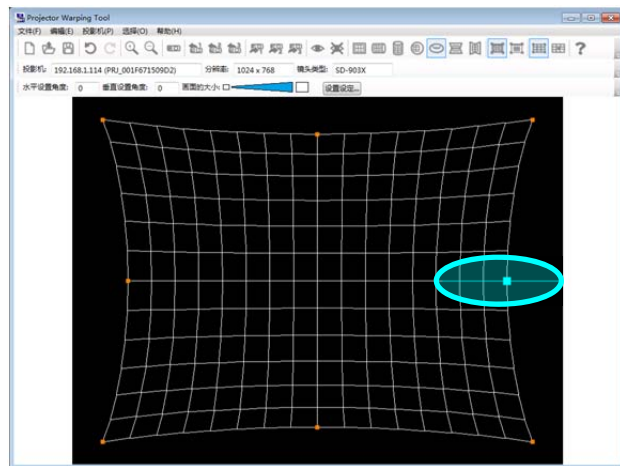 Projector Warping Tool
文件(F) 编辑(E) 投影机(P) 选择(O) 帮助(H)
投影机: 192.168.1.114 (PRJ_001F671509D2) 分辨率: 1024 x 768 镜头类型: SD-903X
水平设置角度: 0 垂直设置角度: 0 画面的大小: 设置设定...